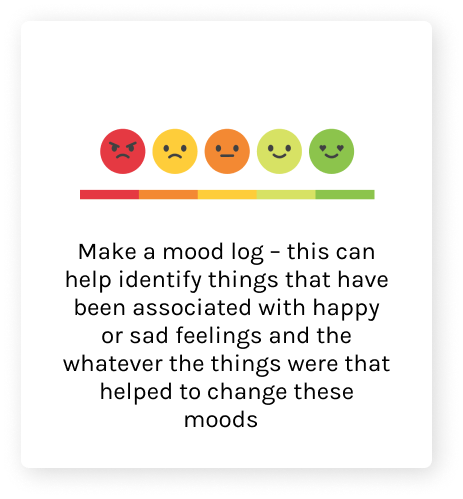 Make a mood log – this can
help identify things that have
been associated with happy
or sad feelings and the
whatever the things were that
helped to change these
moods